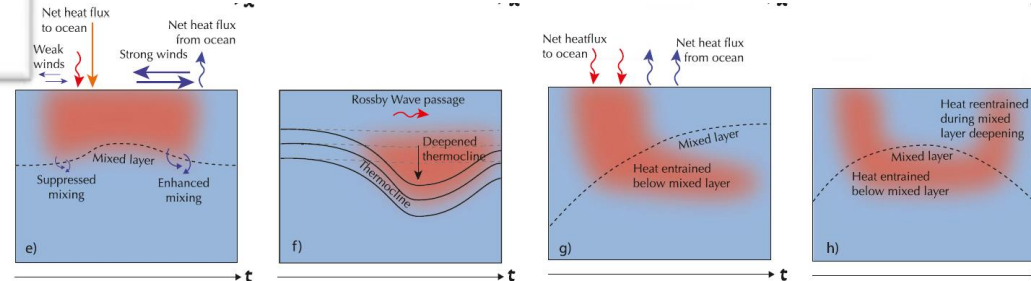 Net heat flux
to ocean
Weak
winds
Strong winds
Net heat flux
from ocean
Mixed layer
Suppressed
mixing
Enhanced
mixing
e)
t
Rossby Wave passage
Deepened
thermocline
Thermocline
f)
t
Net heatflux
to ocean
Net heat flux
from ocean
Mixed layer
Heat entrained
below mixed layer
g)
t
Heat reentrained
during mixed
layer deepening
Mixed layer
Heat entrained
below mixed layer
h)